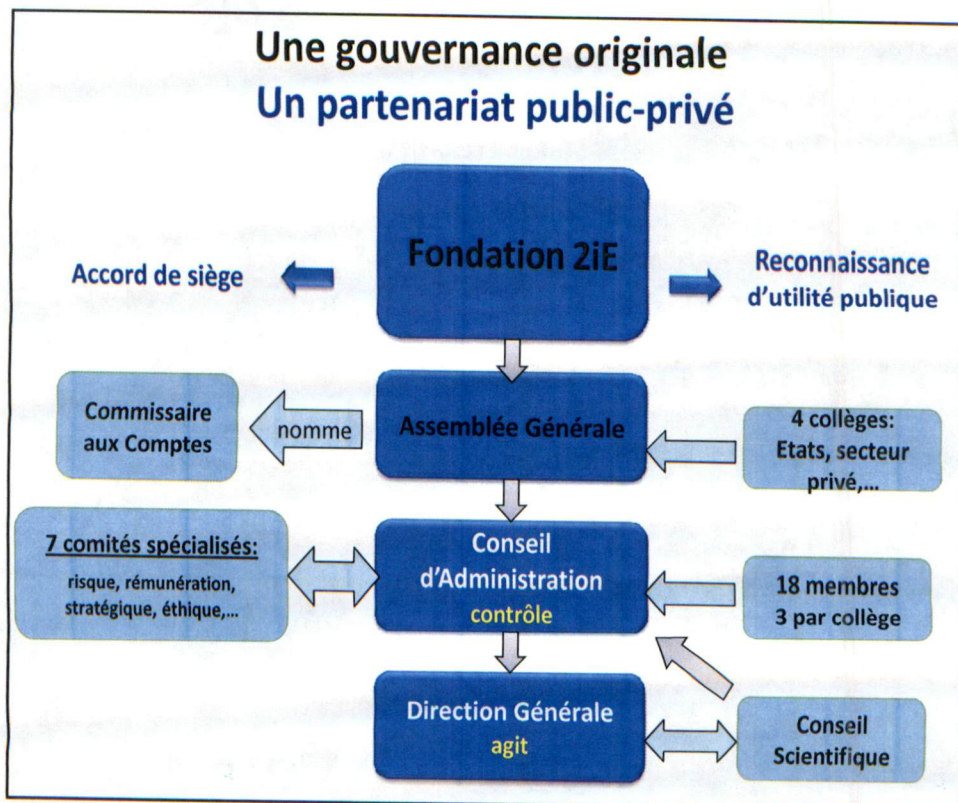 Une gouvernance originale
Un partenariat public-privé
Fondation 2iE
Accord de siège
Reconnaissance
d'utilité publique
Commissaire
aux Comptes
nomme
Assemblée Générale
4 collèges:
Etats, secteur
privé,...
7 comités spécialisés:
risque, rémunération,
stratégique, éthique,...
Conseil
d'Administration
contrôle
18 membres
3 par collège
Direction Générale
agit
Conseil
Scientifique